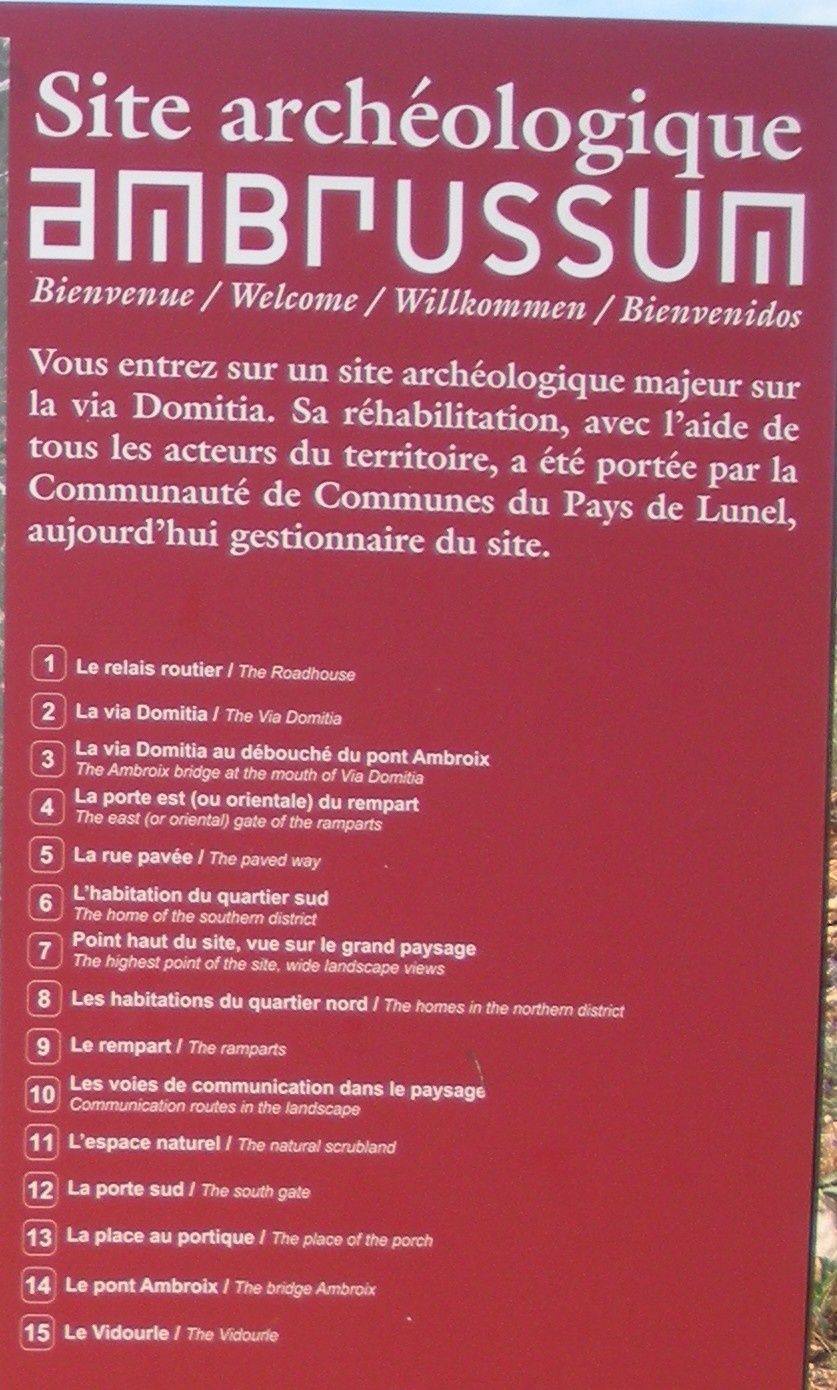 Site archéologique
ambrussum
Bienvenue / Welcome / Willkommen / Bienvenidos
Vous entrez sur un site archéologique majeur sur
la via Domitia. Sa réhabilitation, avec l'aide de
tous les acteurs du territoire, a été portée par la
Communauté de Communes du Pays de Lunel,
aujourd'hui gestionnaire du site.
1 Le relais routier / The Roadhouse
2 La via Domitia / The Via Domitia
3 La via Domitia au débouché du pont Ambroix
The Ambroix bridge at the mouth of Via Domitia
4 La porte est (ou orientale) du rempart
The east (or oriental) gate of the ramparts
5 La rue pavée / The paved way
6 L'habitation du quartier sud
The home of the southern district
7 Point haut du site, vue sur le grand paysage
The highest point of the site, wide landscape views
8 Les habitations du quartier nord / The homes in the northern district
9 Le rempart / The ramparts
10 Les voies de communication dans le paysage
Communication routes in the landscape
11 L'espace naturel / The natural scrubland
12 La porte sud / The south gate
13 La place au portique / The place of the porch
14 Le pont Ambroix / The bridge Ambroix
15 Le Vidourle / The Vidourle